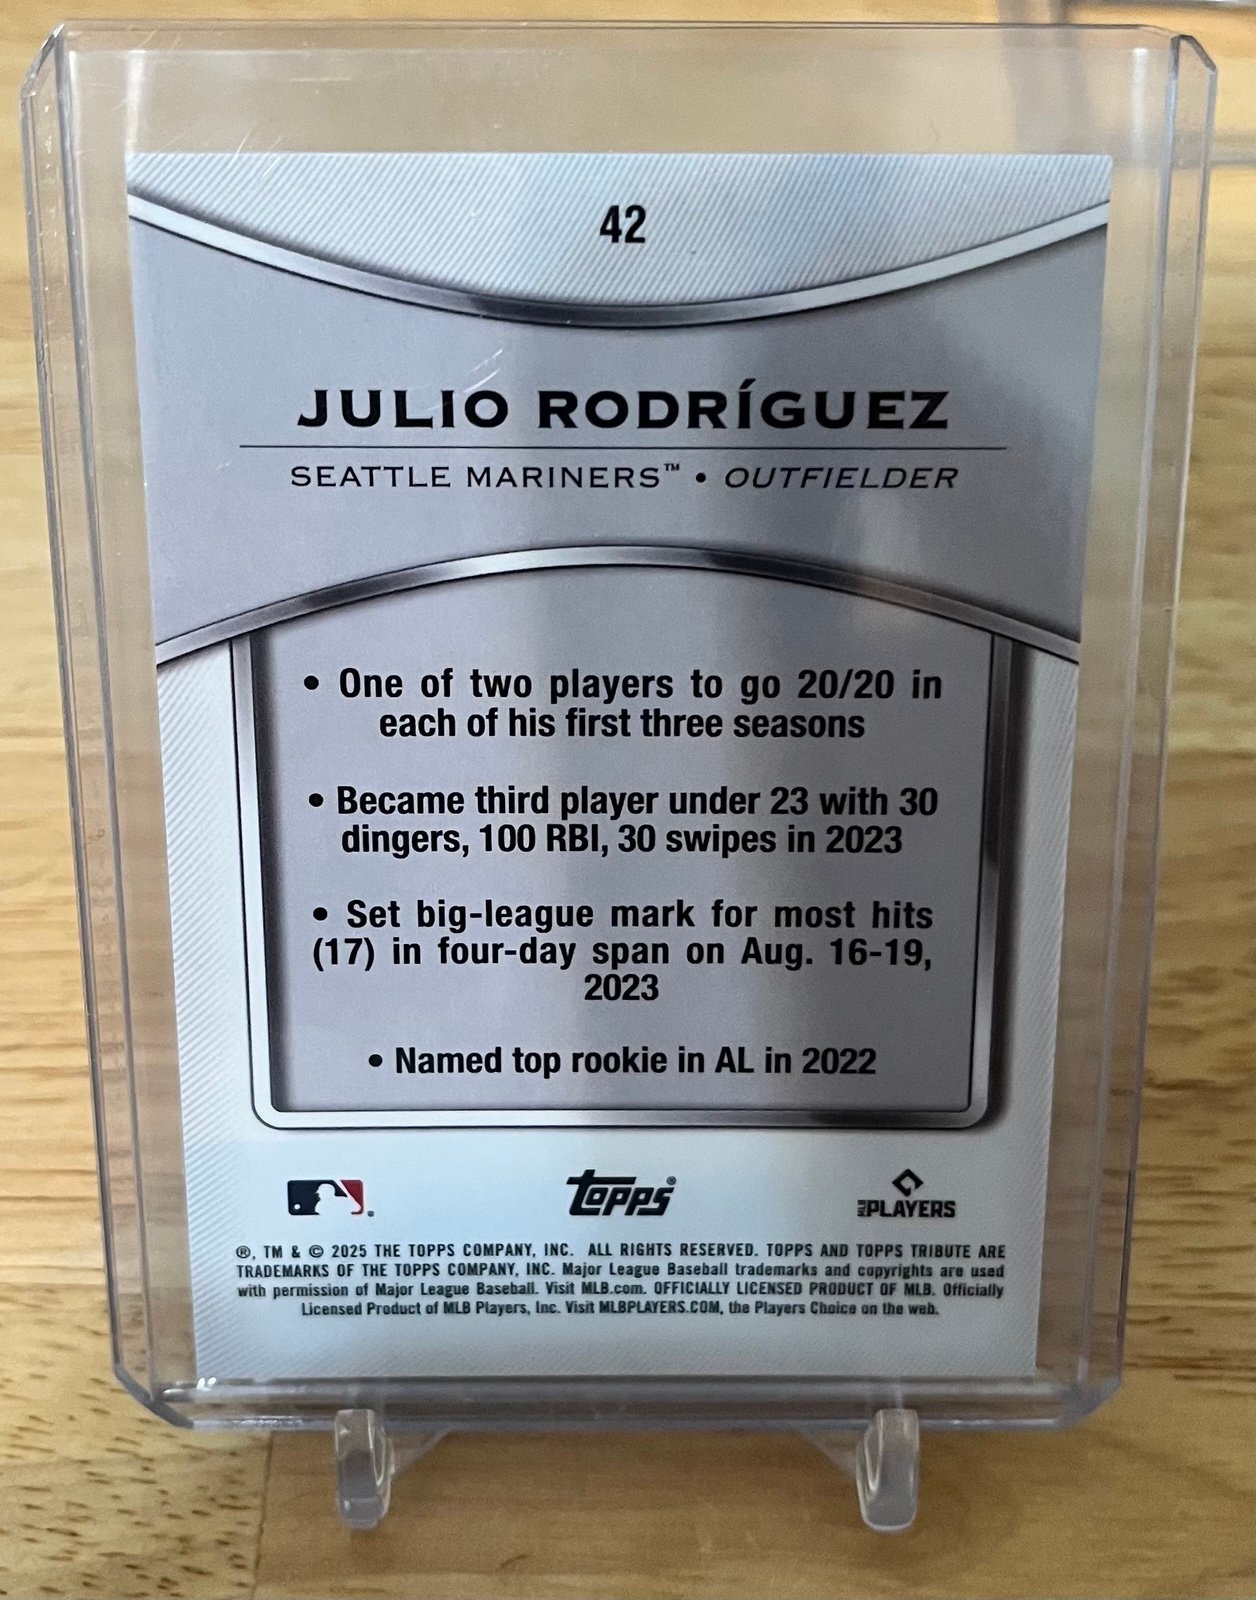 42
JULIO RODRÍGUEZ
SEATTLE MARINERS™ • OUTFIELDER
• One of two players to go 20/20 in
each of his first three seasons
• Became third player under 23 with 30
dingers, 100 RBI, 30 swipes in 2023
• Set big-league mark for most hits
(17) in four-day span on Aug. 16-19,
2023
• Named top rookie in AL in 2022
topps® MLB PLAYERS
®, TM & © 2025 THE TOPPS COMPANY, INC. ALL RIGHTS RESERVED. TOPPS AND TOPPS TRIBUTE ARE
TRADEMARKS OF THE TOPPS COMPANY, INC. Major League Baseball trademarks and copyrights are used
with permission of Major League Baseball. Visit MLB.com. OFFICIALLY LICENSED PRODUCT OF MLB. Officially
Licensed Product of MLB Players, Inc. Visit MLBPLAYERS.COM, the Players Choice on the web.